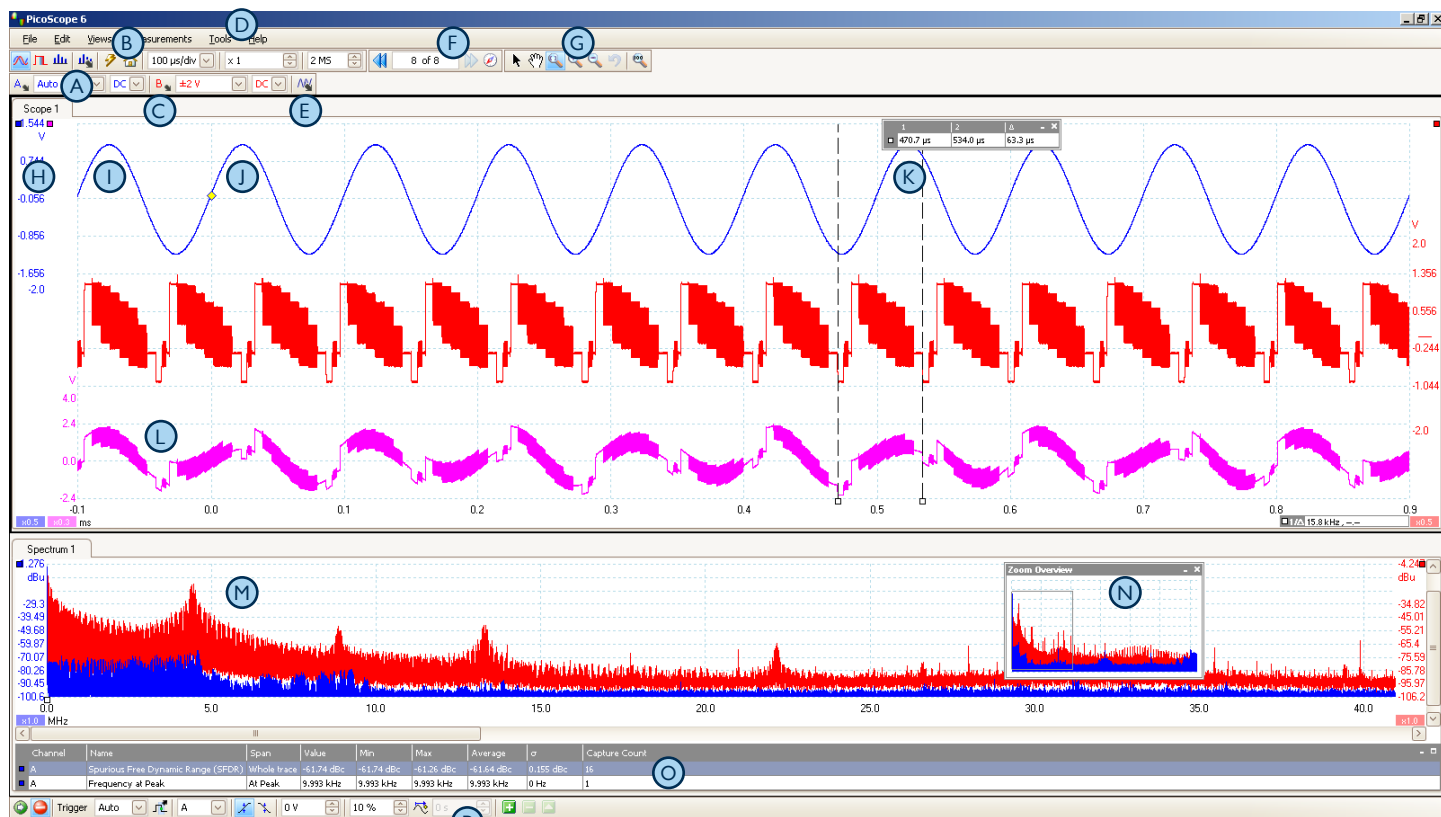 PicoScope 6
File Edit Views Measurements Tools Help
D
B
F
G
100 µs/div x 1 2 MS 8 of 8
A Auto DC B ±2 V DC
A
C
E
Scope 1
1.544
V
1 2 Δ
470.7 µs 534.0 µs 63.3 µs
0.744
H
I
J
K
-0.056
-0.856
V
2.0
-1.656
1.356
-2.0
0.556
-0.244
V
-1.044
4.0
2.4
-2.0
L
0.0
-2.4
-0.1 0.0 0.1 0.2 0.3 0.4 0.5 0.6 0.7 0.8 0.9
x0.5 x0.3 ms
1/Δ 15.8 kHz , --.--
x0.5
Spectrum 1
.276
dBu
Zoom Overview
-4.24
dBu
M
N
-29.3
-39.49
-49.68
-59.87
-70.07
-80.26
-90.45
-100.6
-34.82
-45.01
-55.21
-65.4
-75.59
-85.78
-95.97
-106.2
0.0 5.0 10.0 15.0 20.0 25.0 30.0 35.0 40.0
x1.0 MHz
x1.0
Channel Name Span Value Min Max Average σ Capture Count
A Spurious Free Dynamic Range (SFDR) Whole trace -61.74 dBc -61.74 dBc -61.26 dBc -61.64 dBc 0.155 dBc 16
O
A Frequency at Peak At Peak 9.993 kHz 9.993 kHz 9.993 kHz 9.993 kHz 0 Hz 1
Trigger Auto A 0 V 10 % 0 s